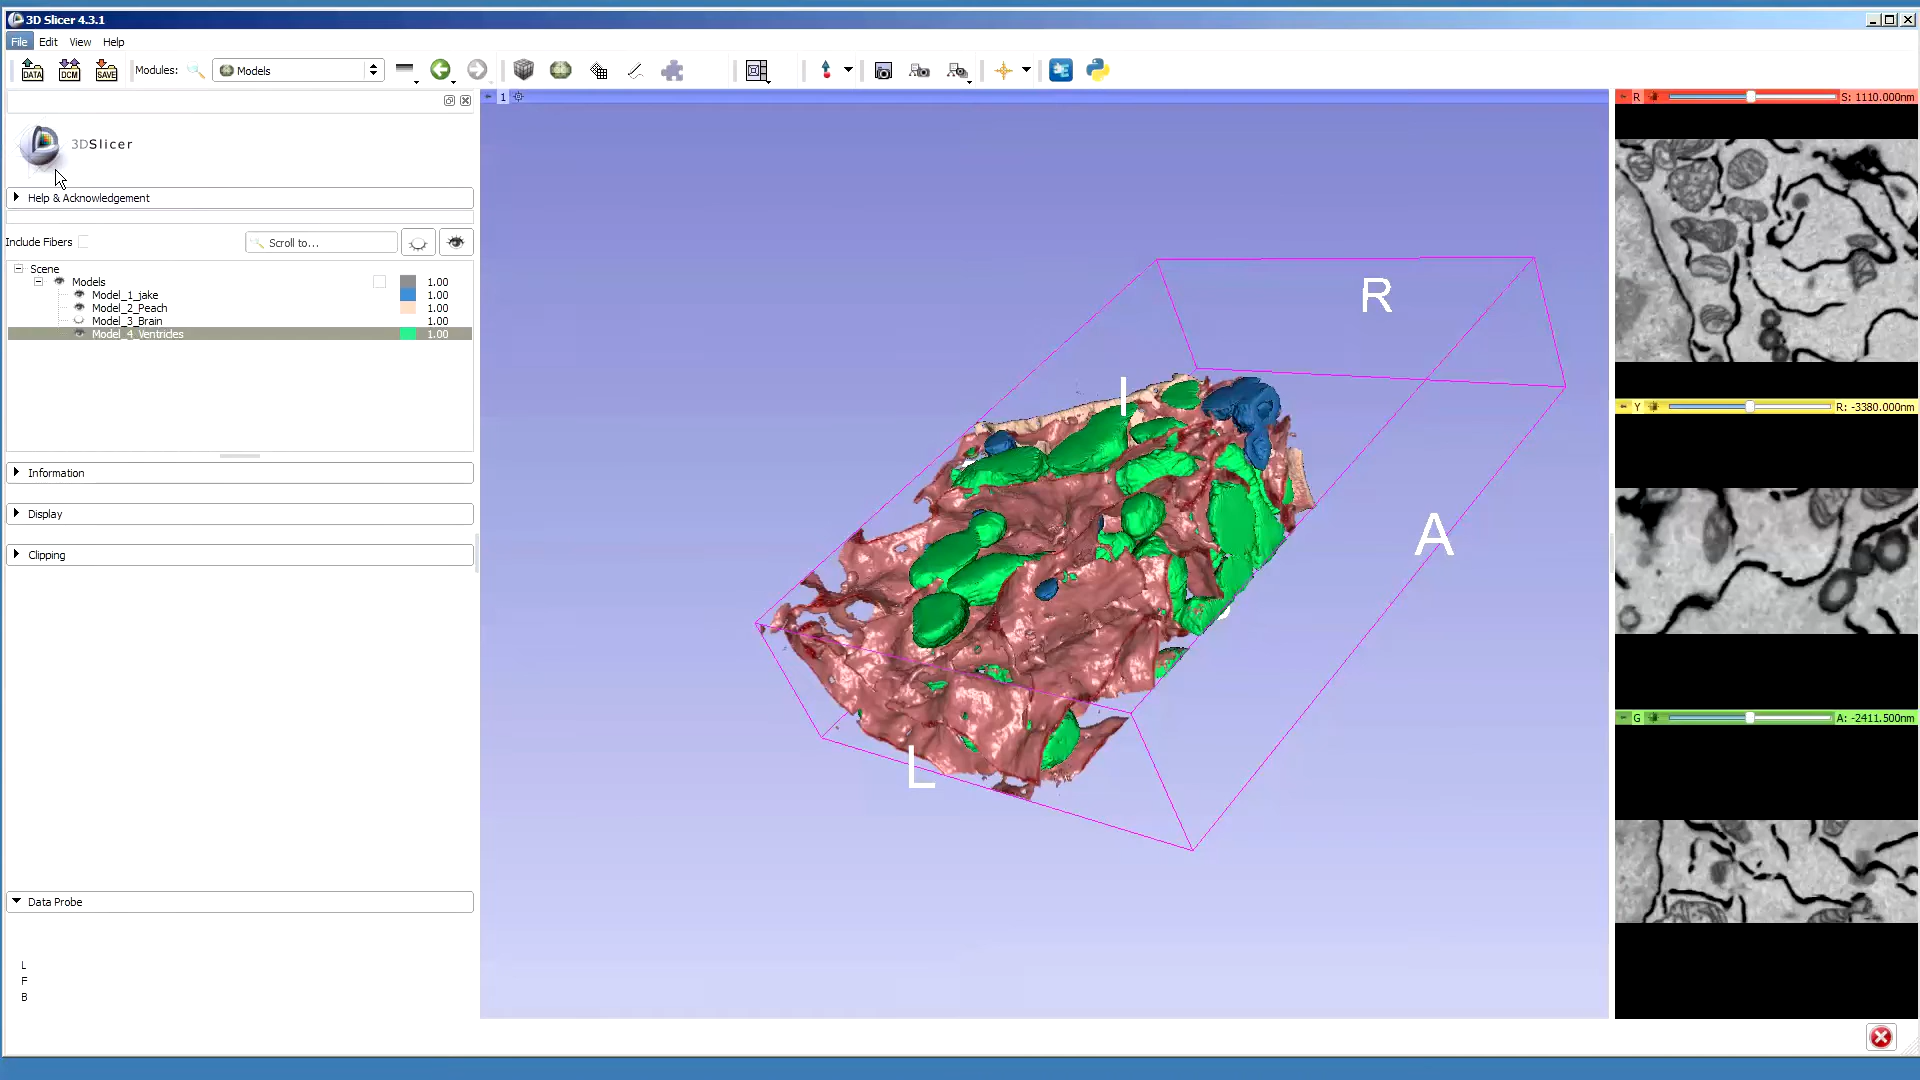 3D Slicer 4.3.1
File Edit View Help
DATA DCM SAVE Modules: Models
1
3DSlicer
Help & Acknowledgement
Include Fibers Scroll to...
Scene
Models 1.00
Model_1_jake 1.00
Model_2_Peach 1.00
Model_3_Brain 1.00
Model_4_Ventricles 1.00
Information
Display
Clipping
Data Probe
L
F
B
R
I
A
L
R S: 1110.000nm
Y R: -3380.000nm
G A: -2411.500nm